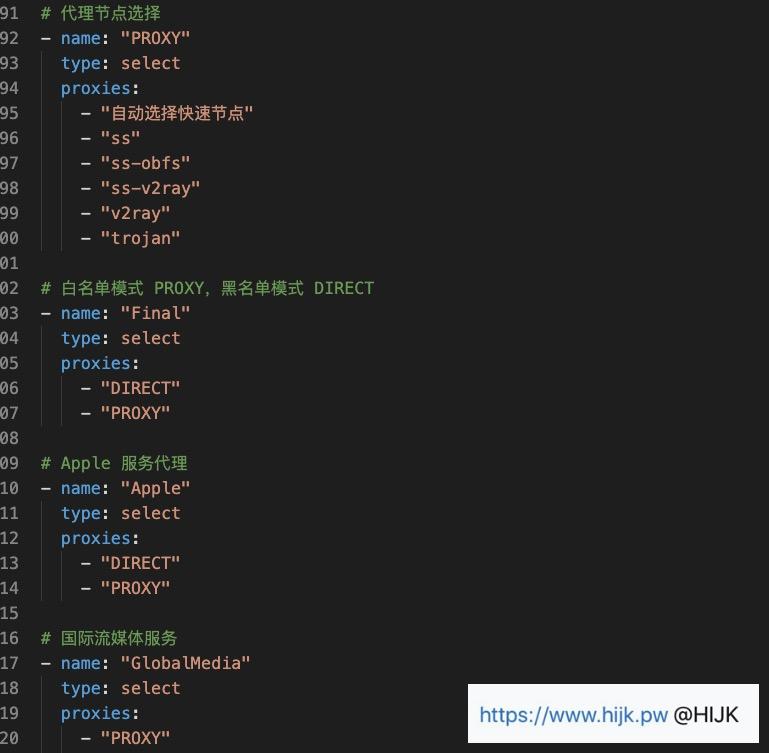 91 # 代理节点选择
92 - name: "PROXY"
93 type: select
94 proxies:
95 - "自动选择快速节点"
96 - "ss"
97 - "ss-obfs"
98 - "ss-v2ray"
99 - "v2ray"
00 - "trojan"
01
02 # 白名单模式 PROXY，黑名单模式 DIRECT
03 - name: "Final"
04 type: select
05 proxies:
06 - "DIRECT"
07 - "PROXY"
08
09 # Apple 服务代理
10 - name: "Apple"
11 type: select
12 proxies:
13 - "DIRECT"
14 - "PROXY"
15
16 # 国际流媒体服务
17 - name: "GlobalMedia"
18 type: select
19 proxies:
20 - "PROXY"
https://www.hijk.pw @HIJK